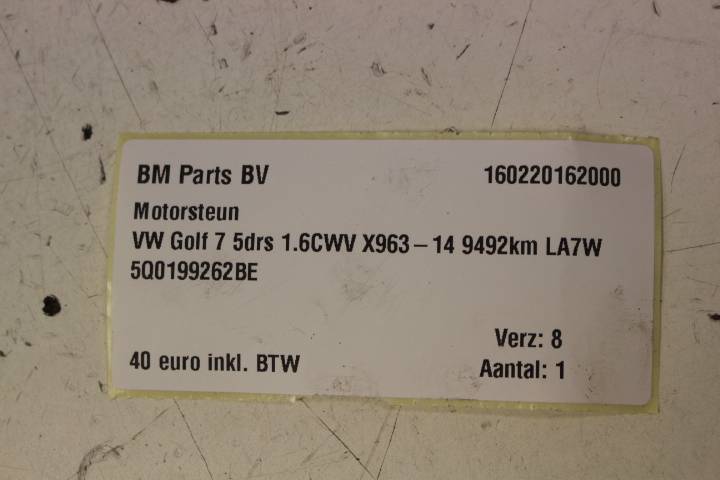 BM Parts BV 160220162000
Motorsteun
VW Golf 7 5drs 1.6CWV X963-14 9492km LA7W
5Q0199262BE
Verz: 8
40 euro inkl. BTW Aantal: 1